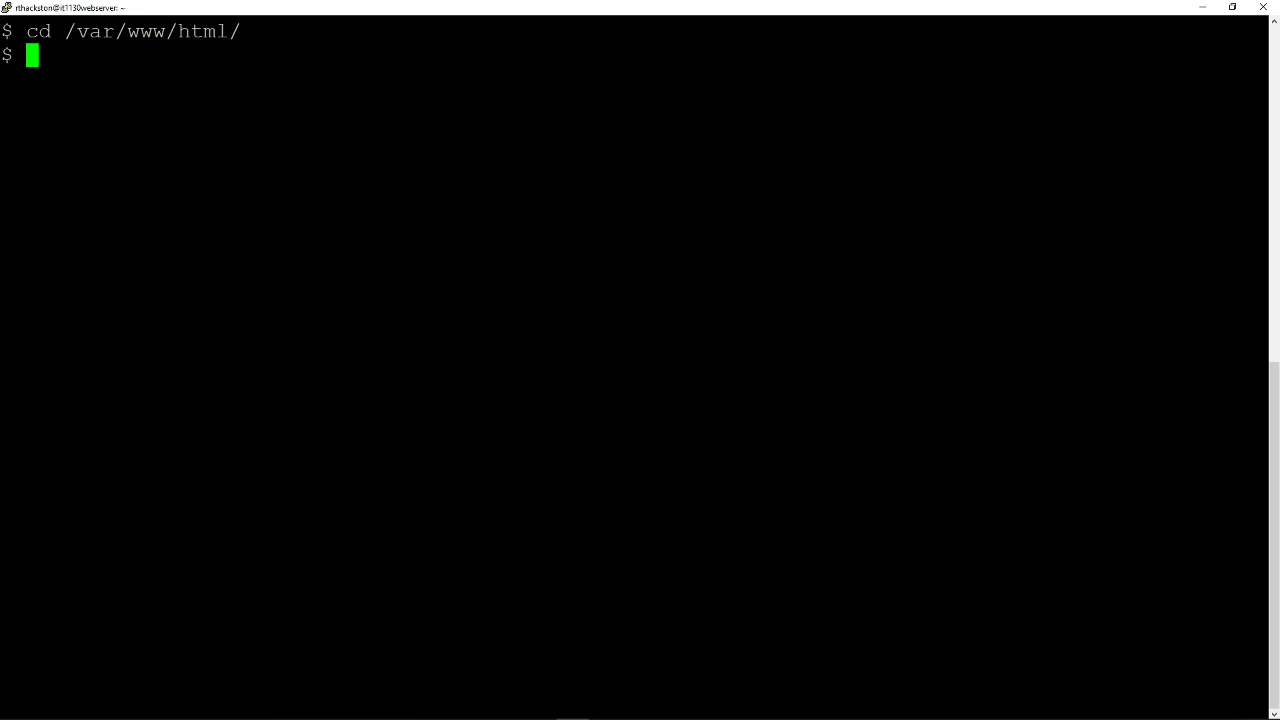 rthackston@it1130webserver: ~
$ cd /var/www/html/
$